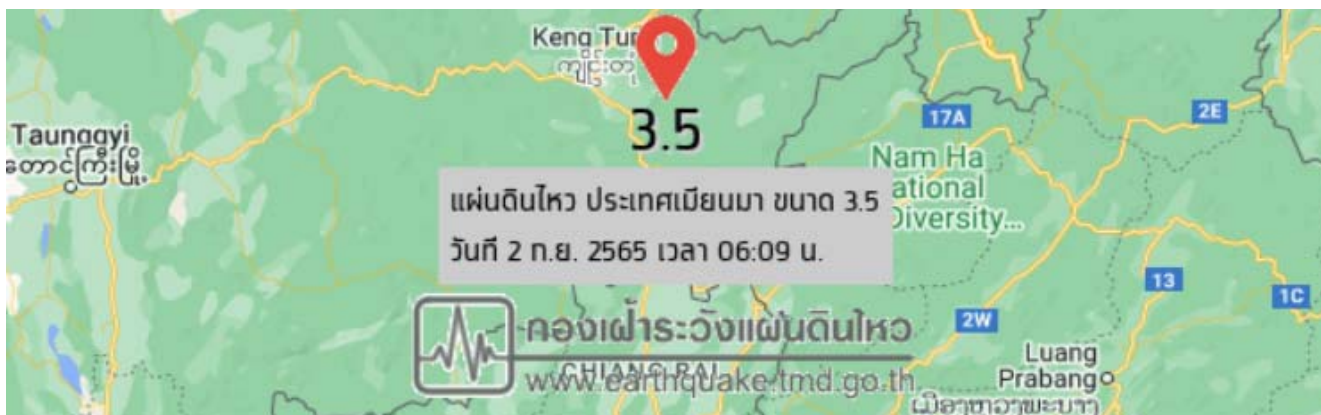 Keng Tun
ကျိုင်းတုံ
3.5
Taunggyi
တောင်ကြီးမြို့
17A
2E
Nam Ha
ational
Diversity...
แผ่นดินไหว ประเทศเมียนมา ขนาด 3.5
วันที่ 2 ก.ย. 2565 เวลา 06:09 น.
13
1C
2W
กองเฝ้าระวังแผ่นดินไหว
CHIANG RAI
www.earthquake.tmd.go.th
Luang
Prabang